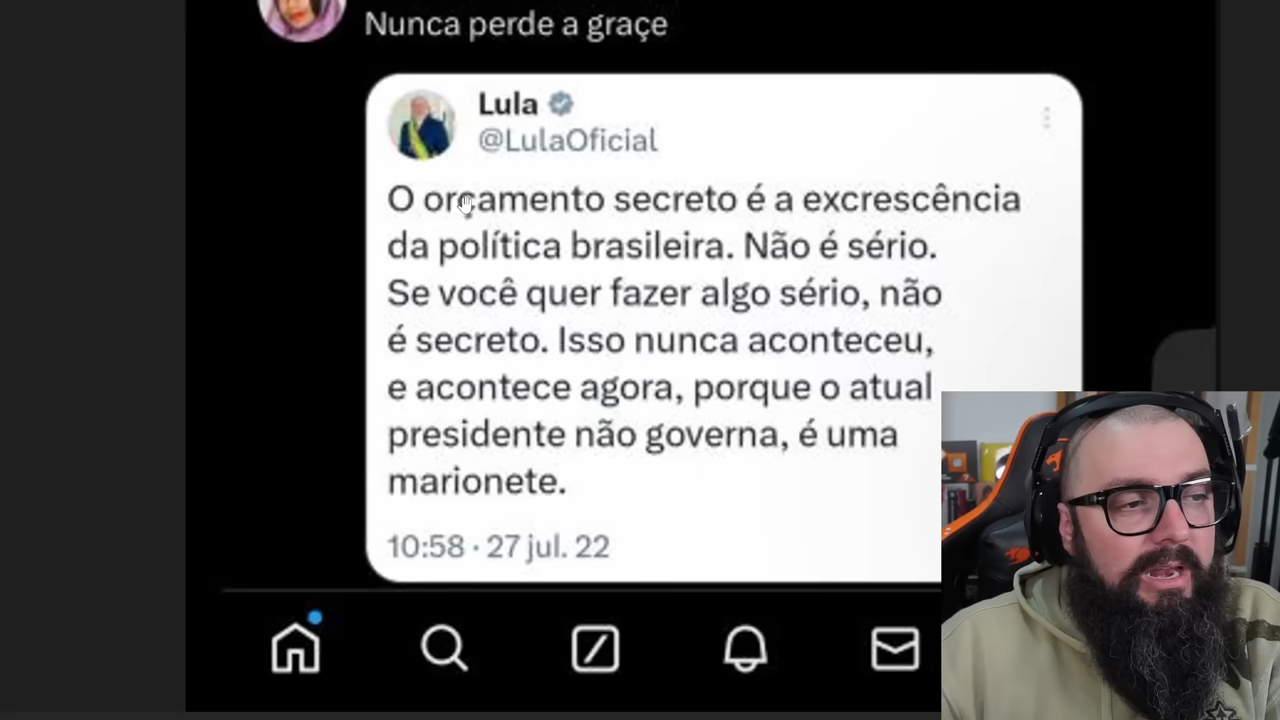 Nunca perde a graçe
Lula
@LulaOficial
O orçamento secreto é a excrescência
da política brasileira. Não é sério.
Se você quer fazer algo sério, não
é secreto. Isso nunca aconteceu,
e acontece agora, porque o atual
presidente não governa, é uma
marionete.
10:58 · 27 jul. 22